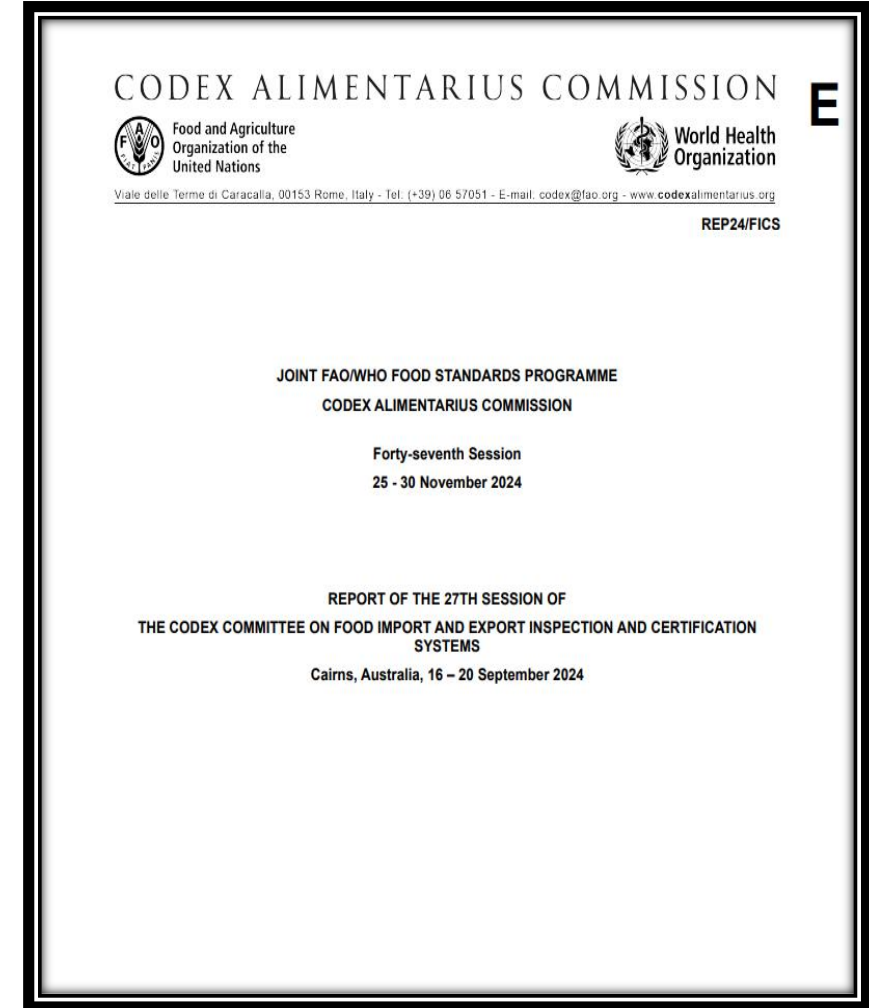 CODEX ALIMENTARIUS COMMISSION
E
Food and Agriculture
Organization of the
United Nations
World Health
Organization
Viale delle Terme di Caracalla, 00153 Rome, Italy - Tel: (+39) 06 57051 - E-mail: codex@fao.org - www.codexalimentarius.org
REP24/FICS
JOINT FAO/WHO FOOD STANDARDS PROGRAMME
CODEX ALIMENTARIUS COMMISSION
Forty-seventh Session
25 - 30 November 2024
REPORT OF THE 27TH SESSION OF
THE CODEX COMMITTEE ON FOOD IMPORT AND EXPORT INSPECTION AND CERTIFICATION
SYSTEMS
Cairns, Australia, 16 – 20 September 2024